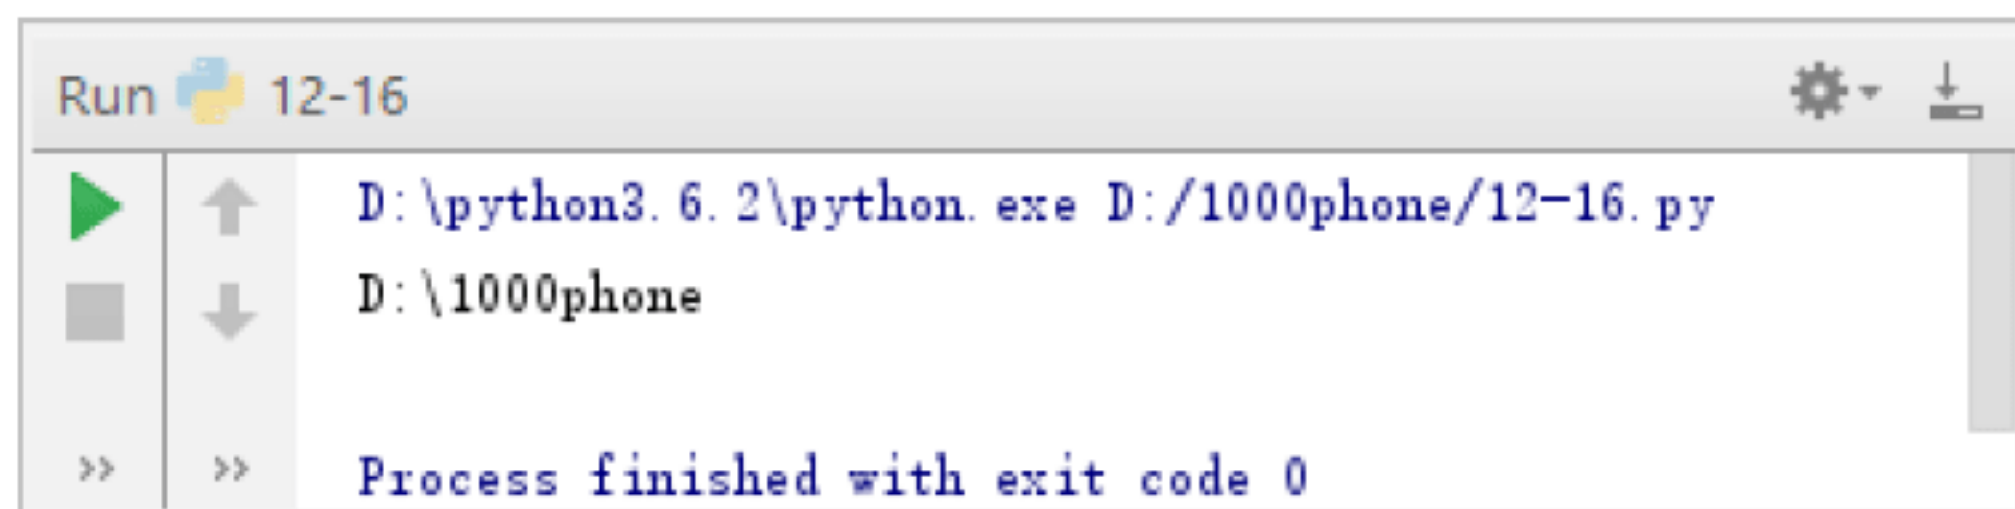 Run 12-16
D:\python3.6.2\python.exe D:/1000phone/12-16.py
D:\1000phone
Process finished with exit code 0